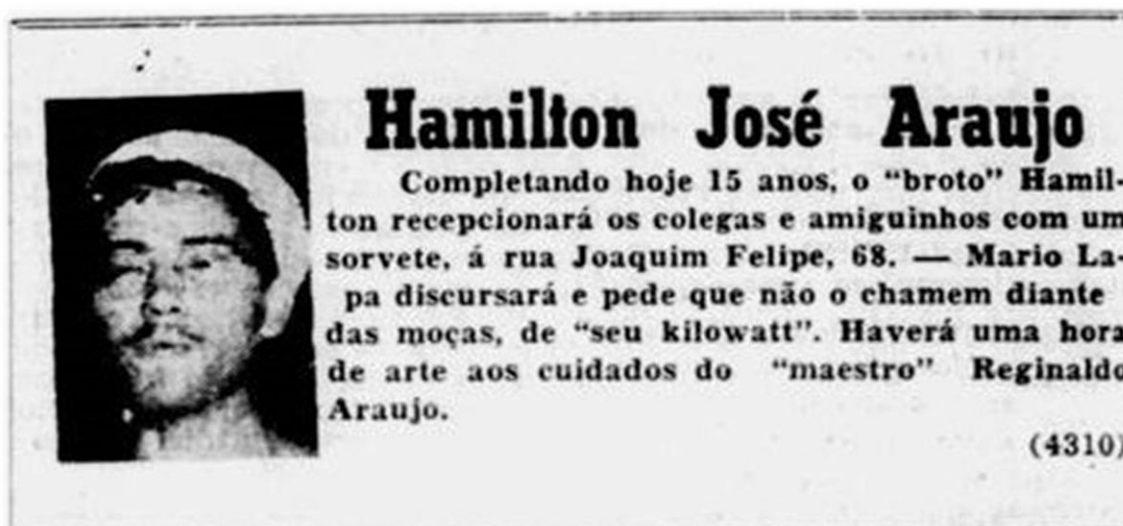 Hamilton José Araujo
Completando hoje 15 anos, o "broto" Hamil-
ton recepcionará os colegas e amiguinhos com um
sorvete, á rua Joaquim Felipe, 68. — Mario La-
pa discursará e pede que não o chamem diante
das moças, de "seu kilowatt". Haverá uma hora
de arte aos cuidados do "maestro" Reginaldo
Araujo.
(4310)